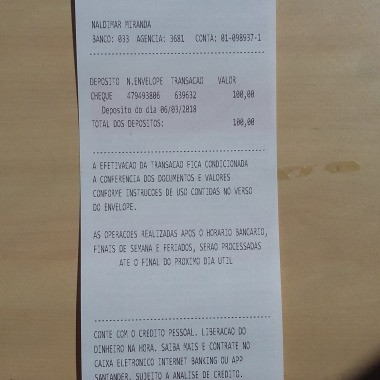 NALDIMAR MIRANDA
BANCO: 033 AGENCIA: 3681 CONTA: 01-098937-1
DEPOSITO N.ENVELOPE TRANSACAO VALOR
CHEQUE 479493806 639632 100,00
Deposito do dia 06/03/2018
TOTAL DOS DEPOSITOS: 100,00
A EFETIVACAO DA TRANSACAO FICA CONDICIONADA
A CONFERENCIA DOS DOCUMENTOS E VALORES
CONFORME INSTRUCOES DE USO CONTIDAS NO VERSO
DO ENVELOPE.
AS OPERACOES REALIZADAS APOS O HORARIO BANCARIO,
FINAIS DE SEMANA E FERIADOS, SERAO PROCESSADAS
ATE O FINAL DO PROXIMO DIA UTIL
CONTE COM O CREDITO PESSOAL. LIBERACAO DO
DINHEIRO NA HORA. SAIBA MAIS E CONTRATE NO
CAIXA ELETRONICO INTERNET BANKING OU APP
SANTANDER. SUJEITO A ANALISE DE CREDITO.